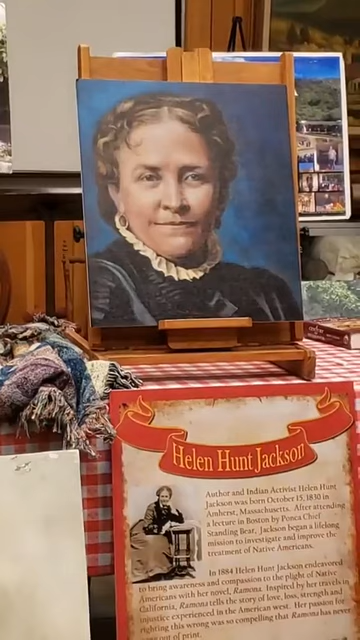 Helen Hunt Jackson
Author and Indian Activist Helen Hunt
Jackson was born October 15, 1830 in
Amherst, Massachusetts. After attending
a lecture in Boston by Ponca Chief
Standing Bear, Jackson began a lifelong
mission to investigate and improve the
treatment of Native Americans.
In 1884 Helen Hunt Jackson endeavored
to bring awareness and compassion to the plight of Native
Americans with her novel, Ramona. Inspired by her travels in
California, Ramona tells the story of love, loss, strength and
injustice experienced in the American west. Her passion for
righting this wrong was so compelling that Ramona has never
been out of print.